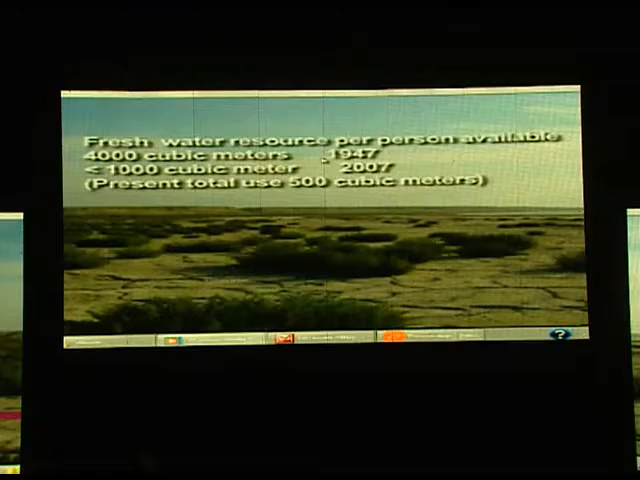 Fresh water resource per person available
4000 cubic meters 1947
< 1000 cubic meter 2007
(Present total use 500 cubic meters)
?